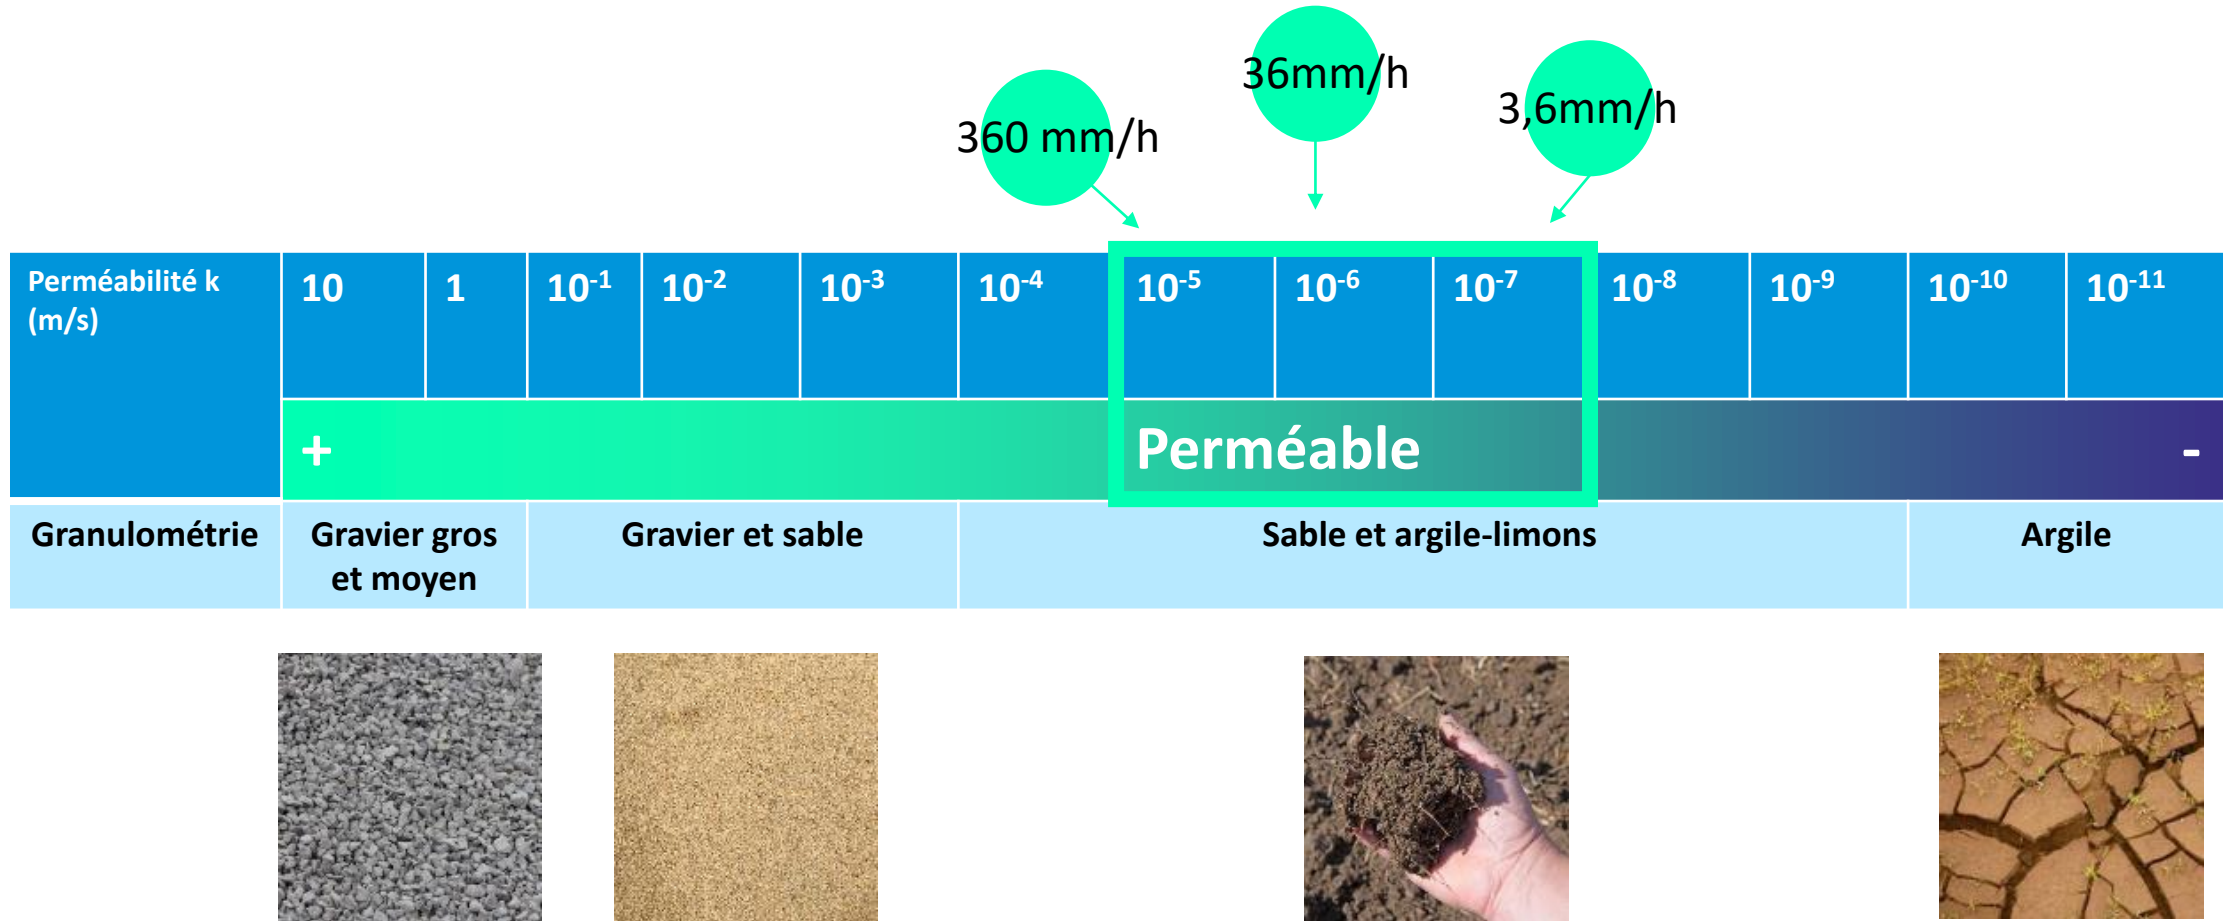 36mm/h
3,6mm/h
360 mm/h
Perméabilité k
(m/s)
10
1
10⁻¹
10⁻²
10⁻³
10⁻⁴
10⁻⁵
10⁻⁶
10⁻⁷
10⁻⁸
10⁻⁹
10⁻¹⁰
10⁻¹¹
+
Perméable
-
Granulométrie
Gravier gros
et moyen
Gravier et sable
Sable et argile-limons
Argile